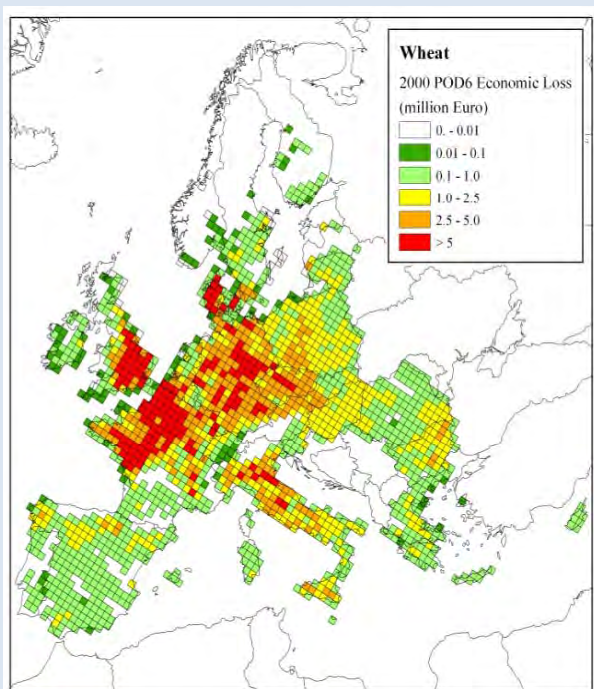 Wheat
2000 POD6 Economic Loss
(million Euro)
0. - 0.01
0.01 - 0.1
0.1 - 1.0
1.0 - 2.5
2.5 - 5.0
> 5